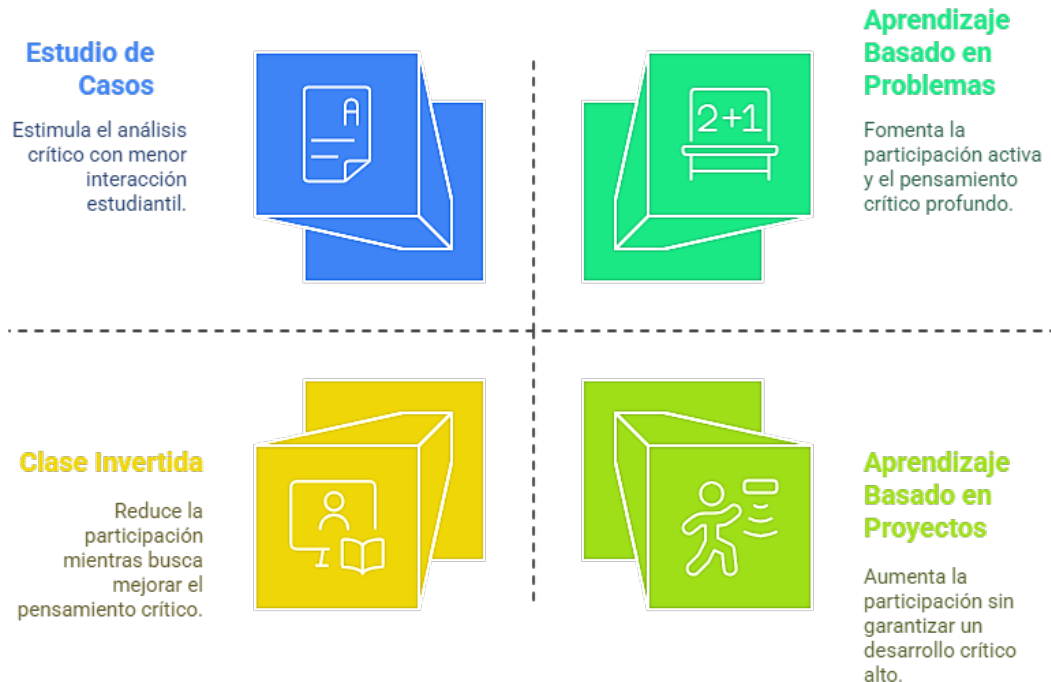 Estudio de
Casos
Estimula el análisis
crítico con menor
interacción
estudiantil.
A
2+1
Aprendizaje
Basado en
Problemas
Fomenta la
participación activa
y el pensamiento
crítico profundo.
Clase Invertida
Reduce la
participación
mientras busca
mejorar el
pensamiento crítico.
Aprendizaje
Basado en
Proyectos
Aumenta la
participación sin
garantizar un
desarrollo crítico
alto.